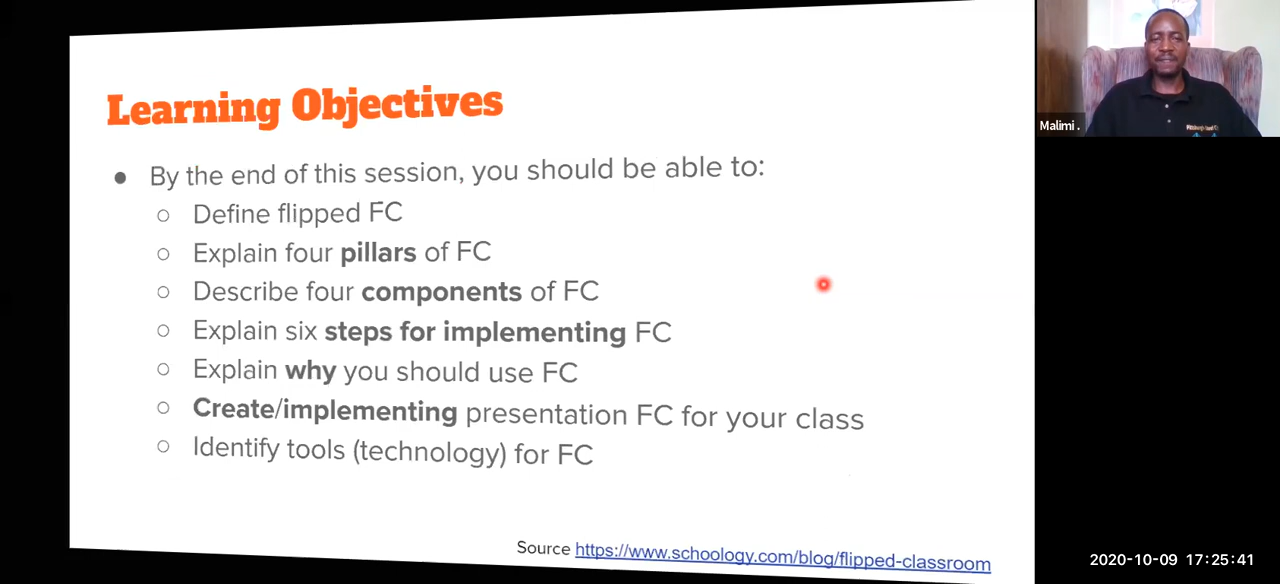 Learning Objectives
● By the end of this session, you should be able to:
○ Define flipped FC
○ Explain four pillars of FC
○ Describe four components of FC
○ Explain six steps for implementing FC
○ Explain why you should use FC
○ Create/implementing presentation FC for your class
○ Identify tools (technology) for FC
Source https://www.schoology.com/blog/flipped-classroom
Malimi .
2020-10-09 17:25:41